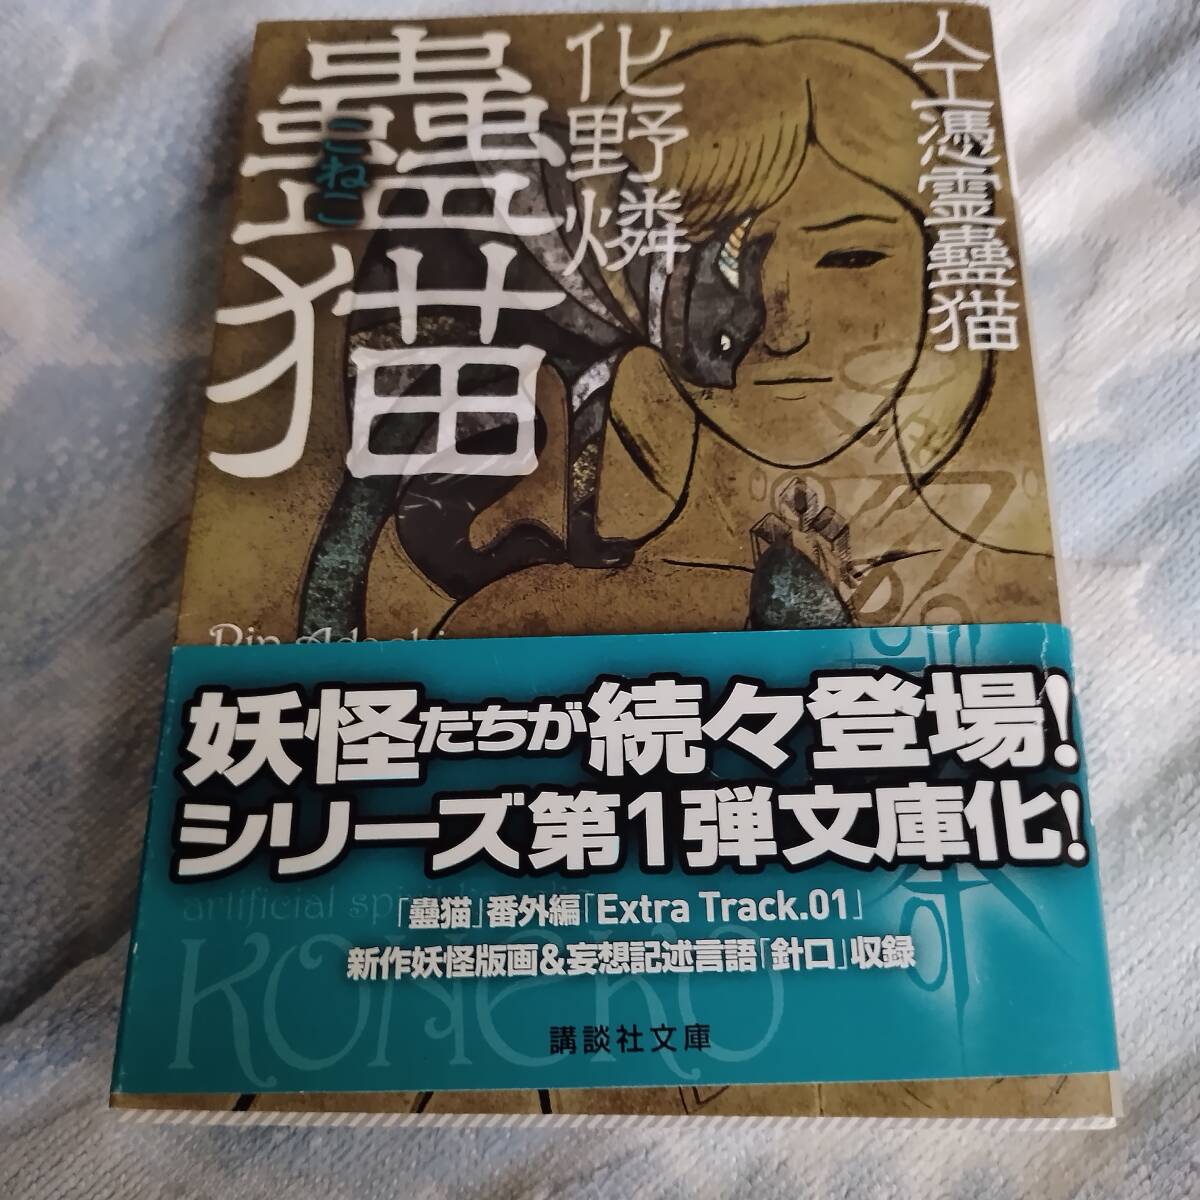 人工憑霊蠱猫
化野燐
蠱猫
こねこ
Rin Adashi
妖怪たちが続々登場!
シリーズ第1弾文庫化!
artificial spirit
「蠱猫」番外編「Extra Track.01」
新作妖怪版画&妄想記述言語「針口」収録
KONEKO
講談社文庫